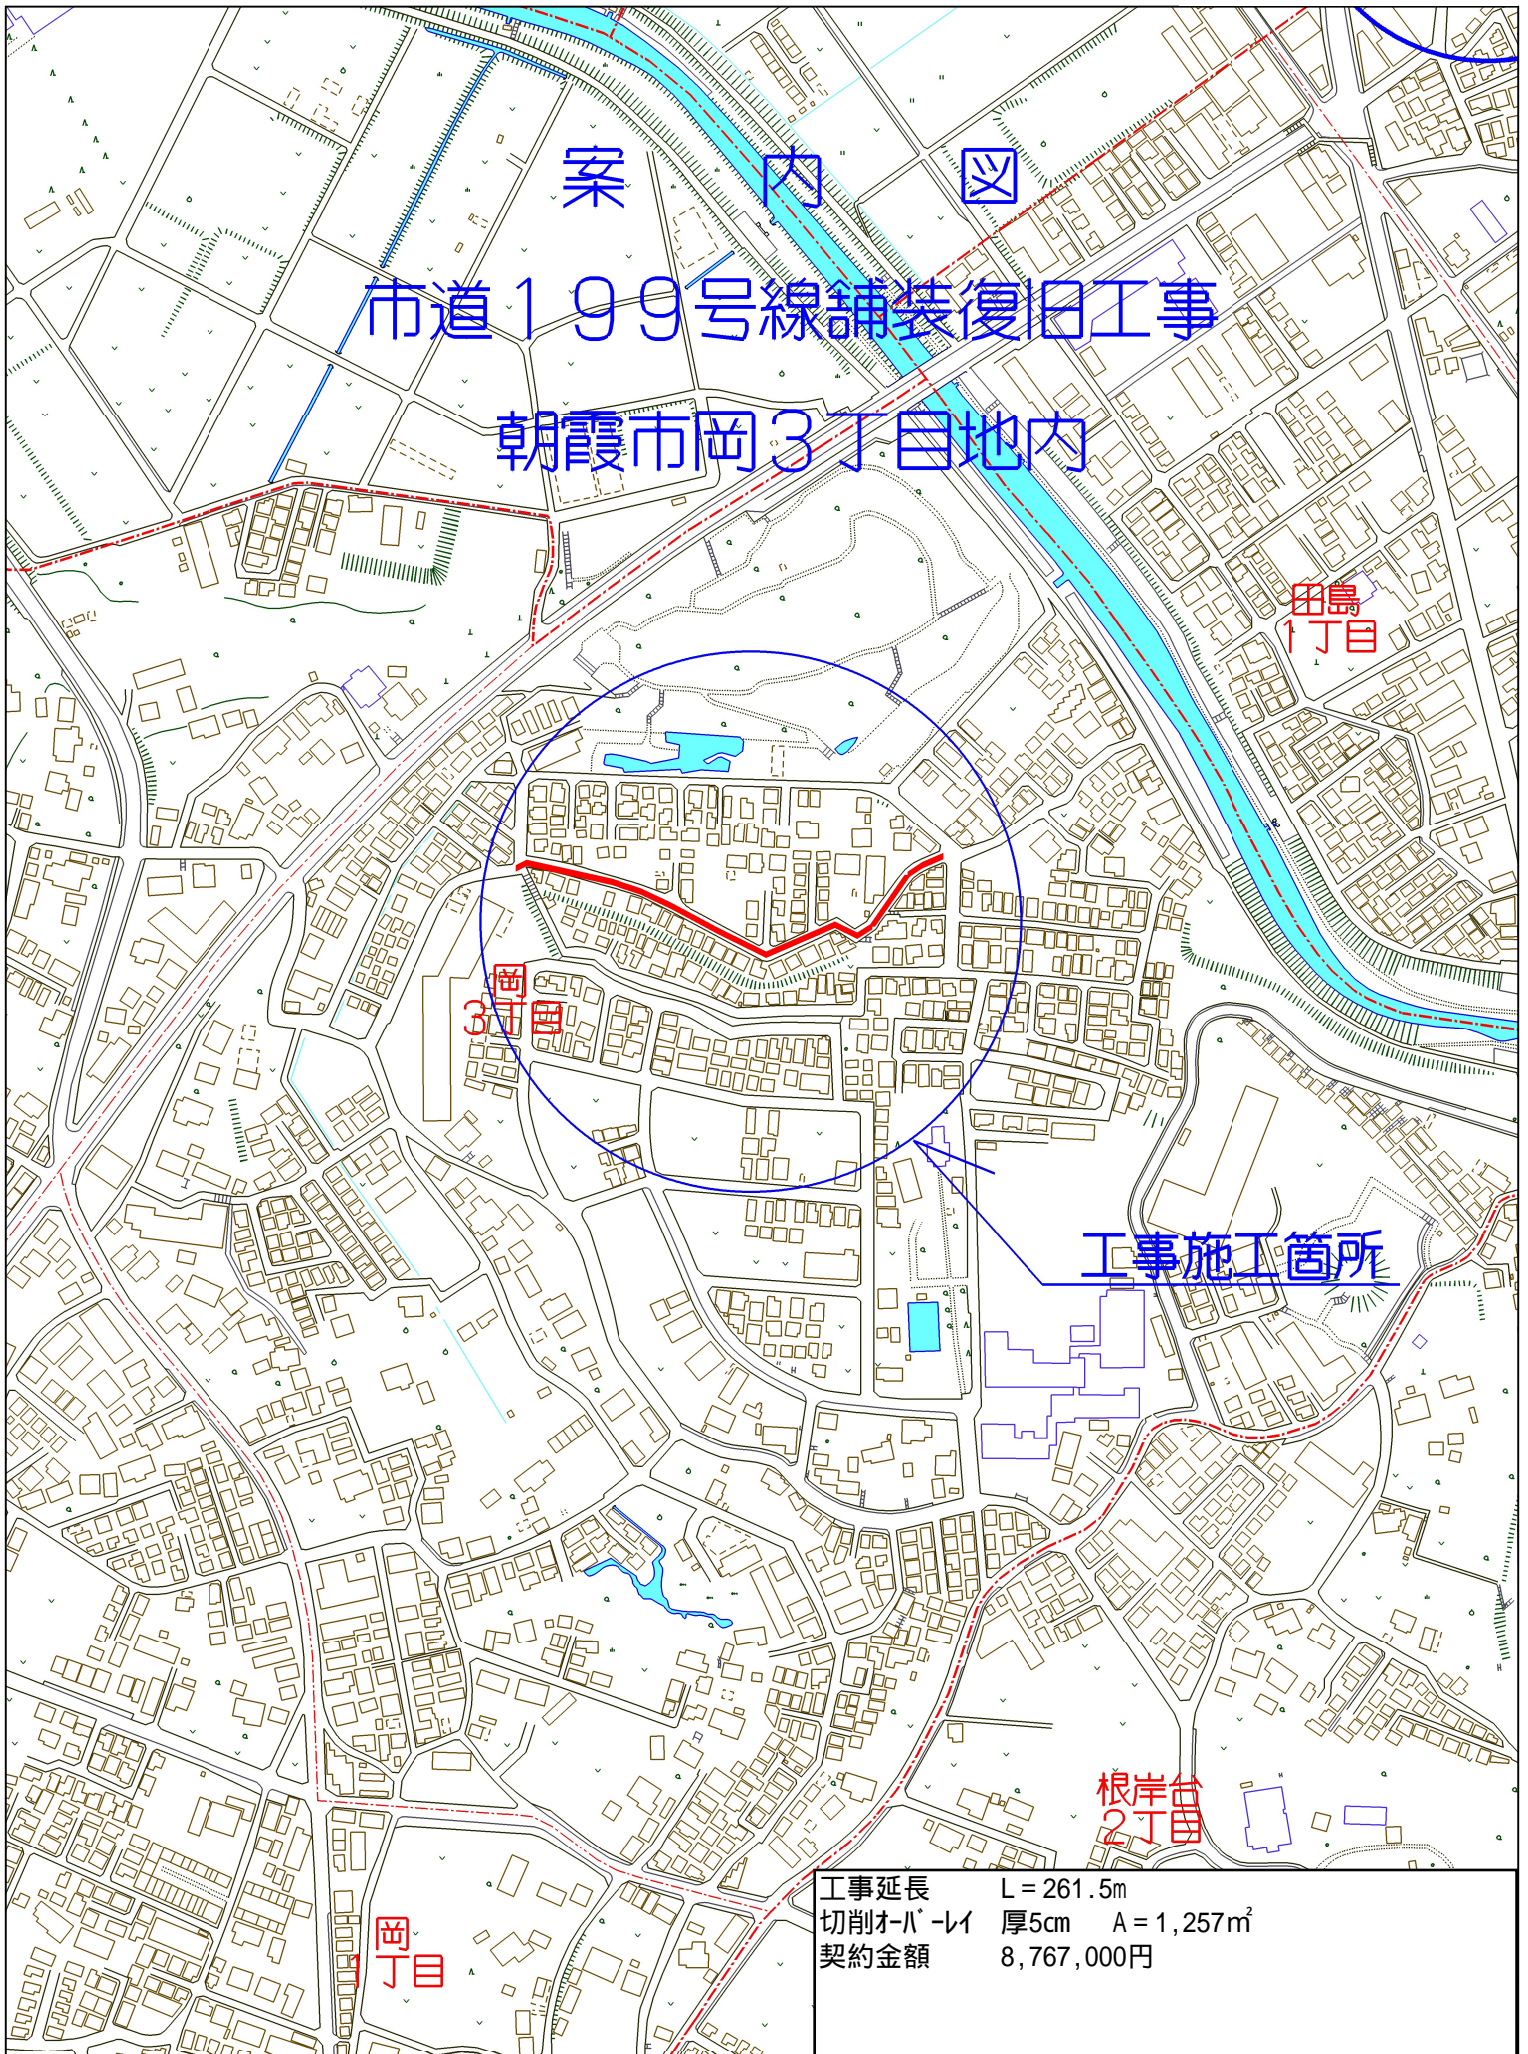 案内図
市道199号線舗装復旧工事
朝霞市岡3丁目地内
田島
1丁目
岡
3丁目
工事施工箇所
根岸台
2丁目
岡
1丁目
工事延長 L=261.5m
切削オーバーレイ 厚5cm A=1,257㎡
契約金額 8,767,000円